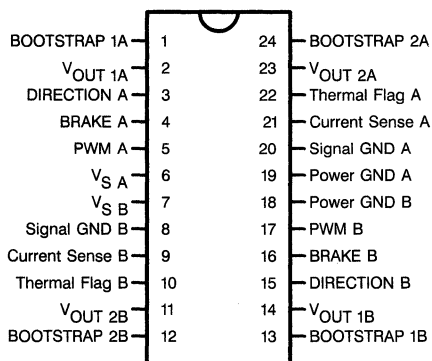 BOOTSTRAP 1A 1 24 BOOTSTRAP 2A
VOUT 1A 2 23 VOUT 2A
DIRECTION A 3 22 Thermal Flag A
BRAKE A 4 21 Current Sense A
PWM A 5 20 Signal GND A
VS A 6 19 Power GND A
VS B 7 18 Power GND B
Signal GND B 8 17 PWM B
Current Sense B 9 16 BRAKE B
Thermal Flag B 10 15 DIRECTION B
VOUT 2B 11 14 VOUT 1B
BOOTSTRAP 2B 12 13 BOOTSTRAP 1B